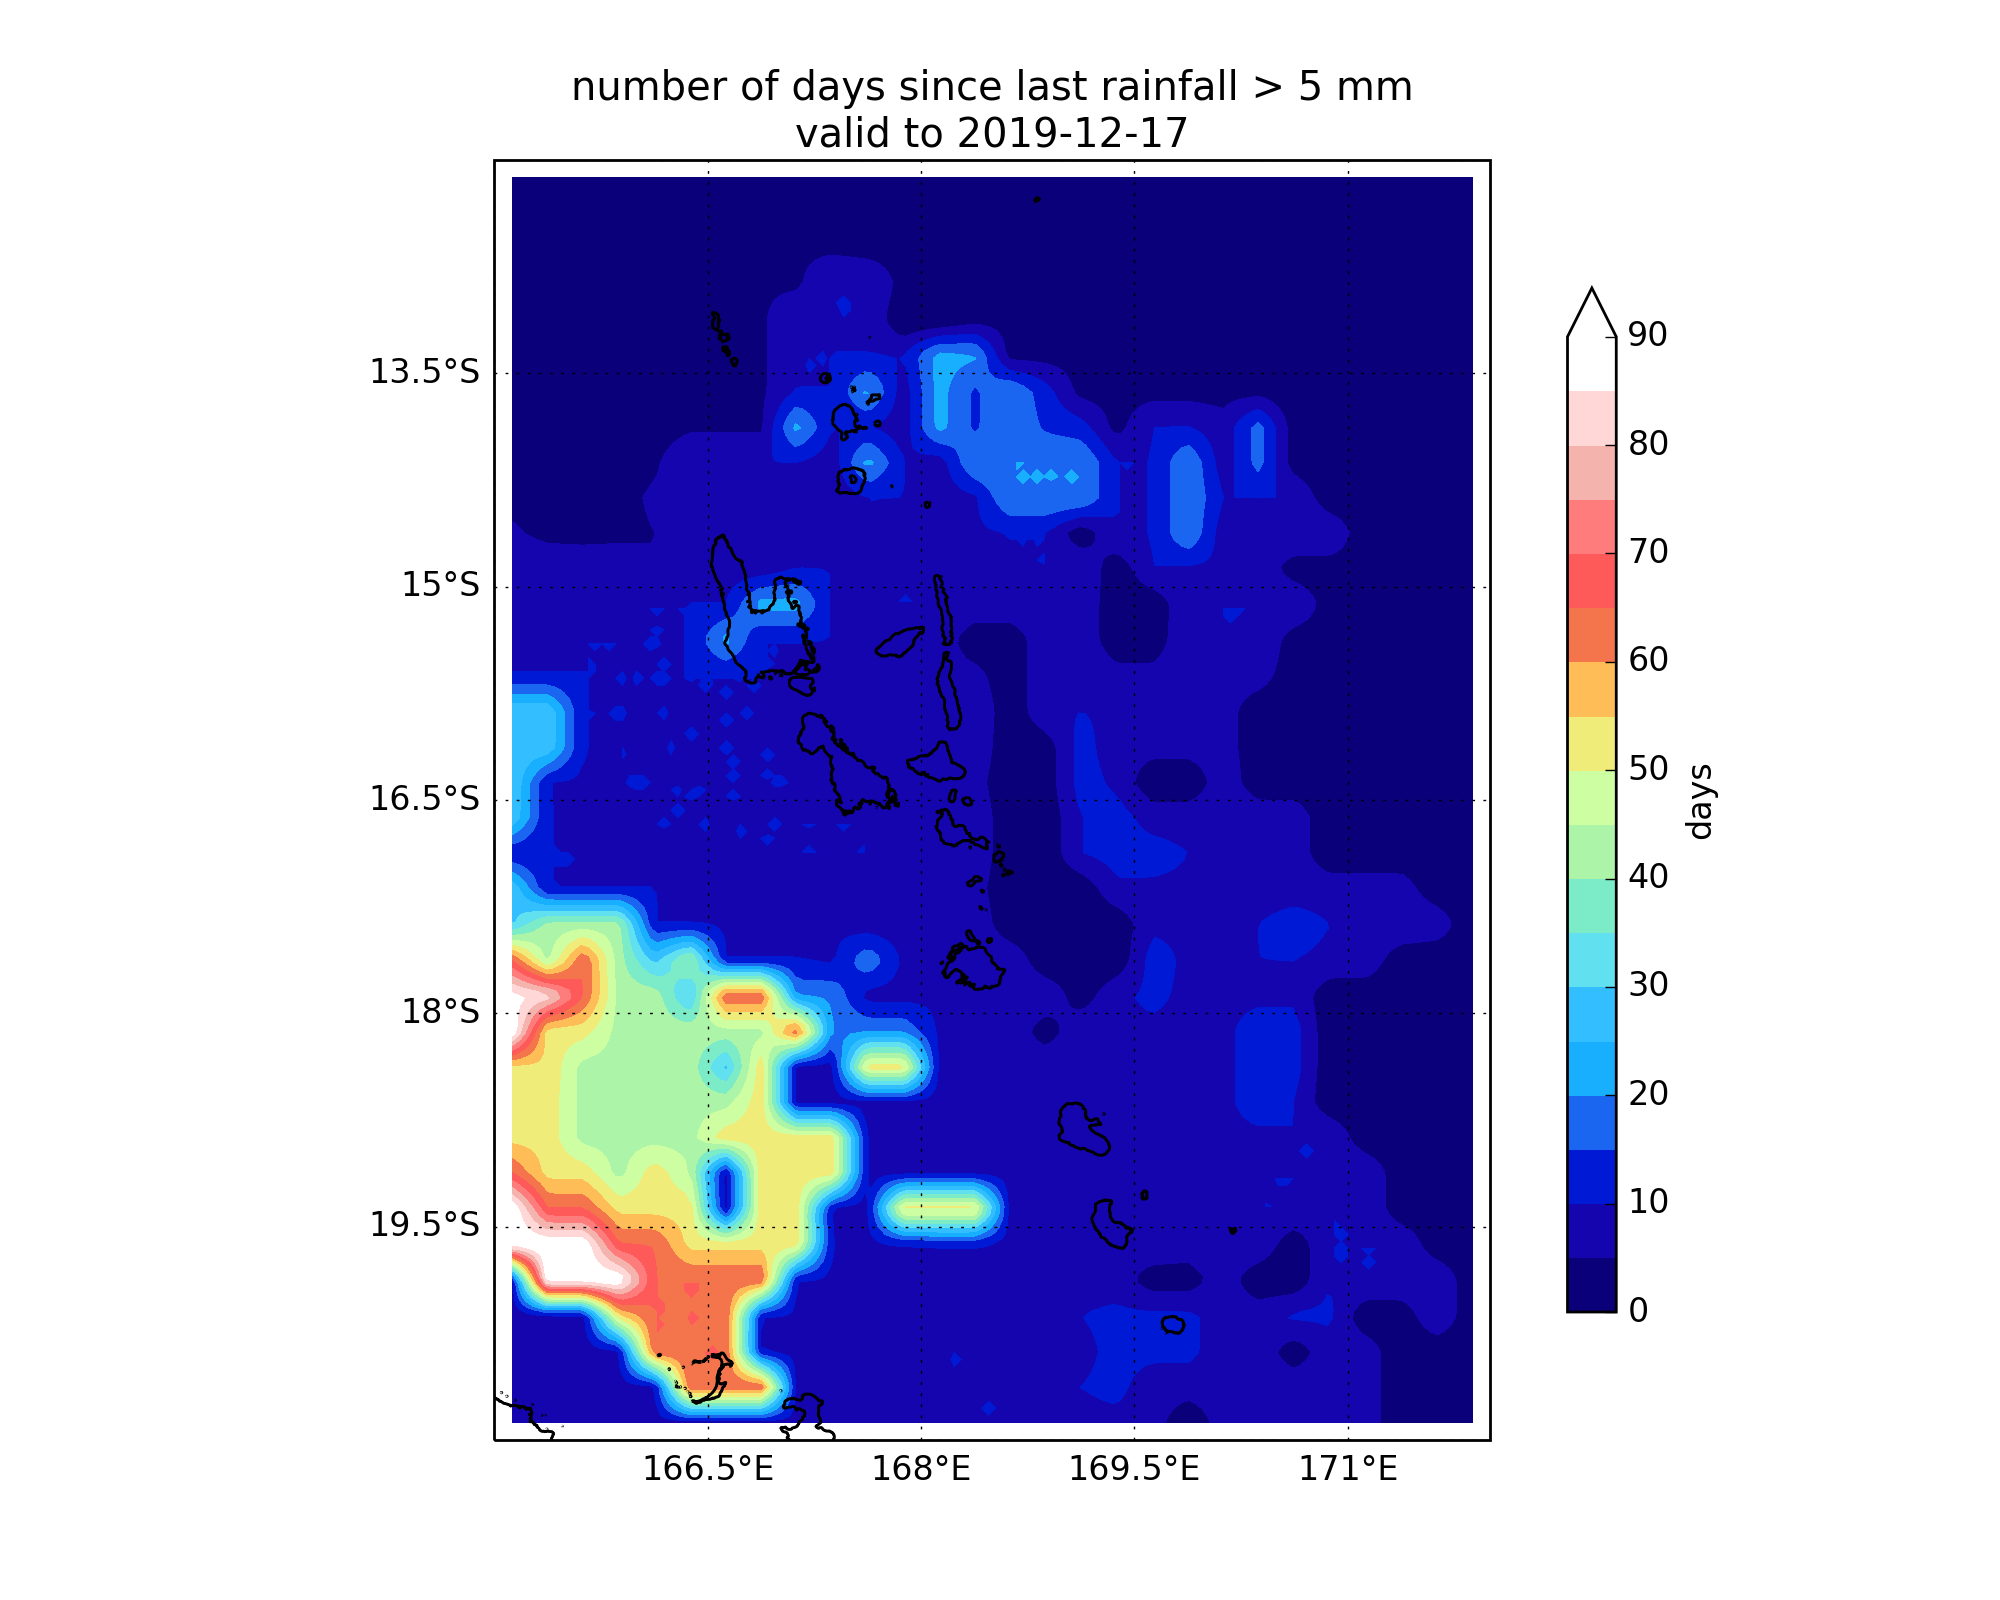 number of days since last rainfall > 5 mm
valid to 2019-12-17
13.5°S
15°S
16.5°S
18°S
19.5°S
166.5°E
168°E
169.5°E
171°E
90
80
70
60
50
40
30
20
10
0
days